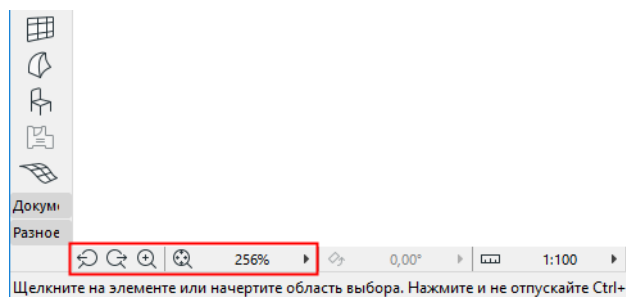 Докум
Разное
256% 0,00° 1:100
Щелкните на элементе или начертите область выбора. Нажмите и не отпускайте Ctrl+